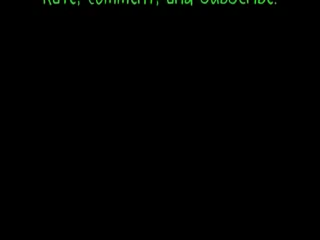 Rate, comment, and subscribe.